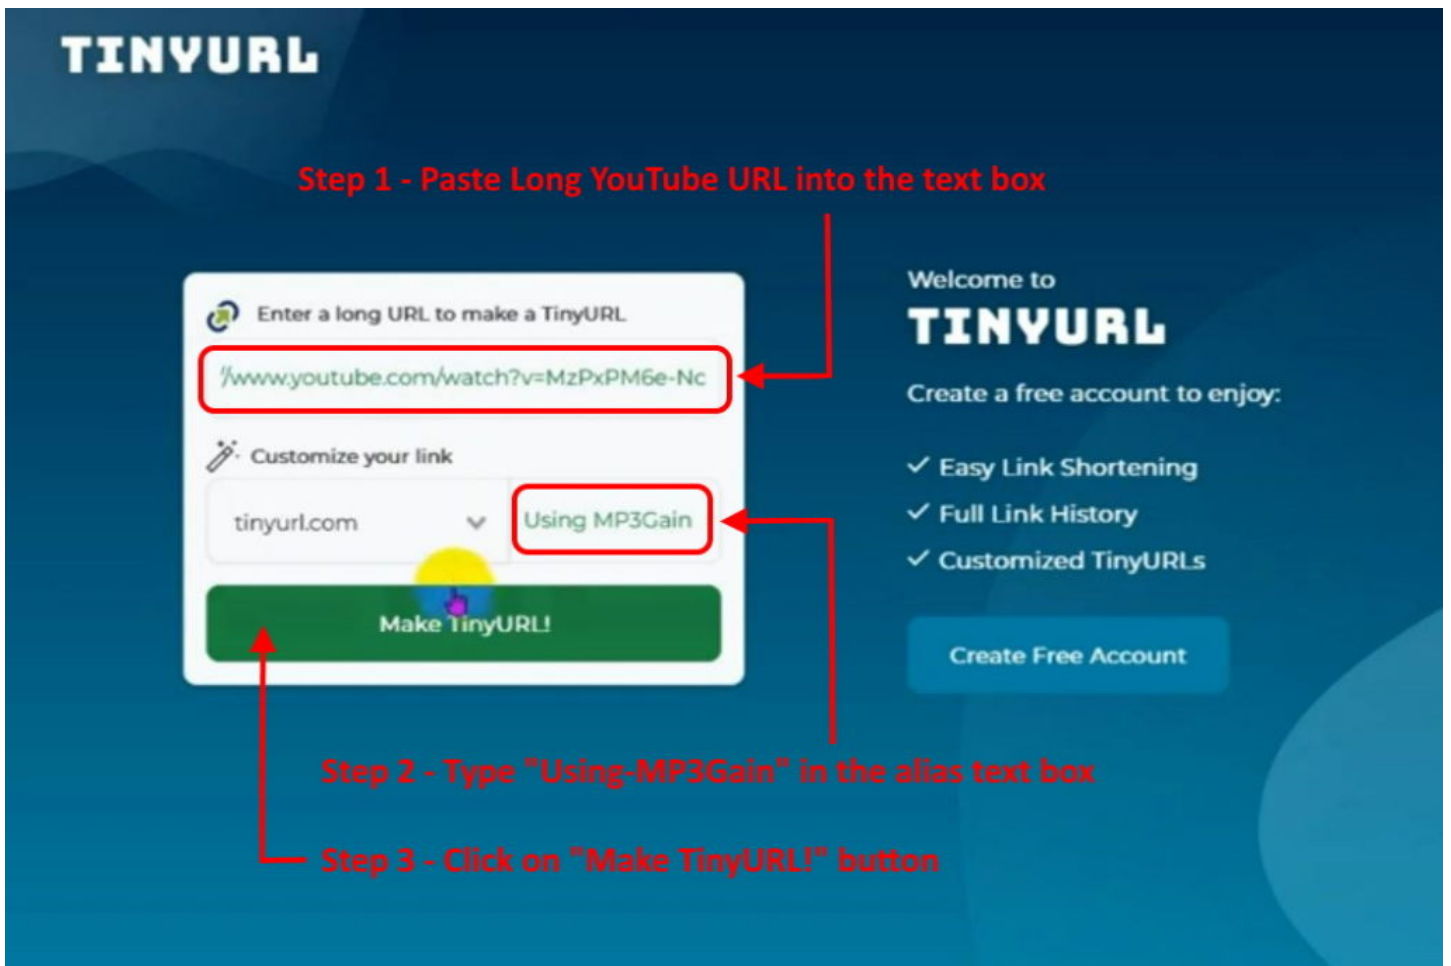 TINYURL
Step 1 - Paste Long YouTube URL into the text box
Enter a long URL to make a TinyURL
/www.youtube.com/watch?v=MzPxPM6e-Nc
Customize your link
tinyurl.com
Using MP3Gain
Make TinyURL!
Welcome to
TINYURL
Create a free account to enjoy:
Easy Link Shortening
Full Link History
Customized TinyURLs
Create Free Account
Step 2 - Type "Using-MP3Gain" in the alias text box
Step 3 - Click on "Make TinyURL!" button